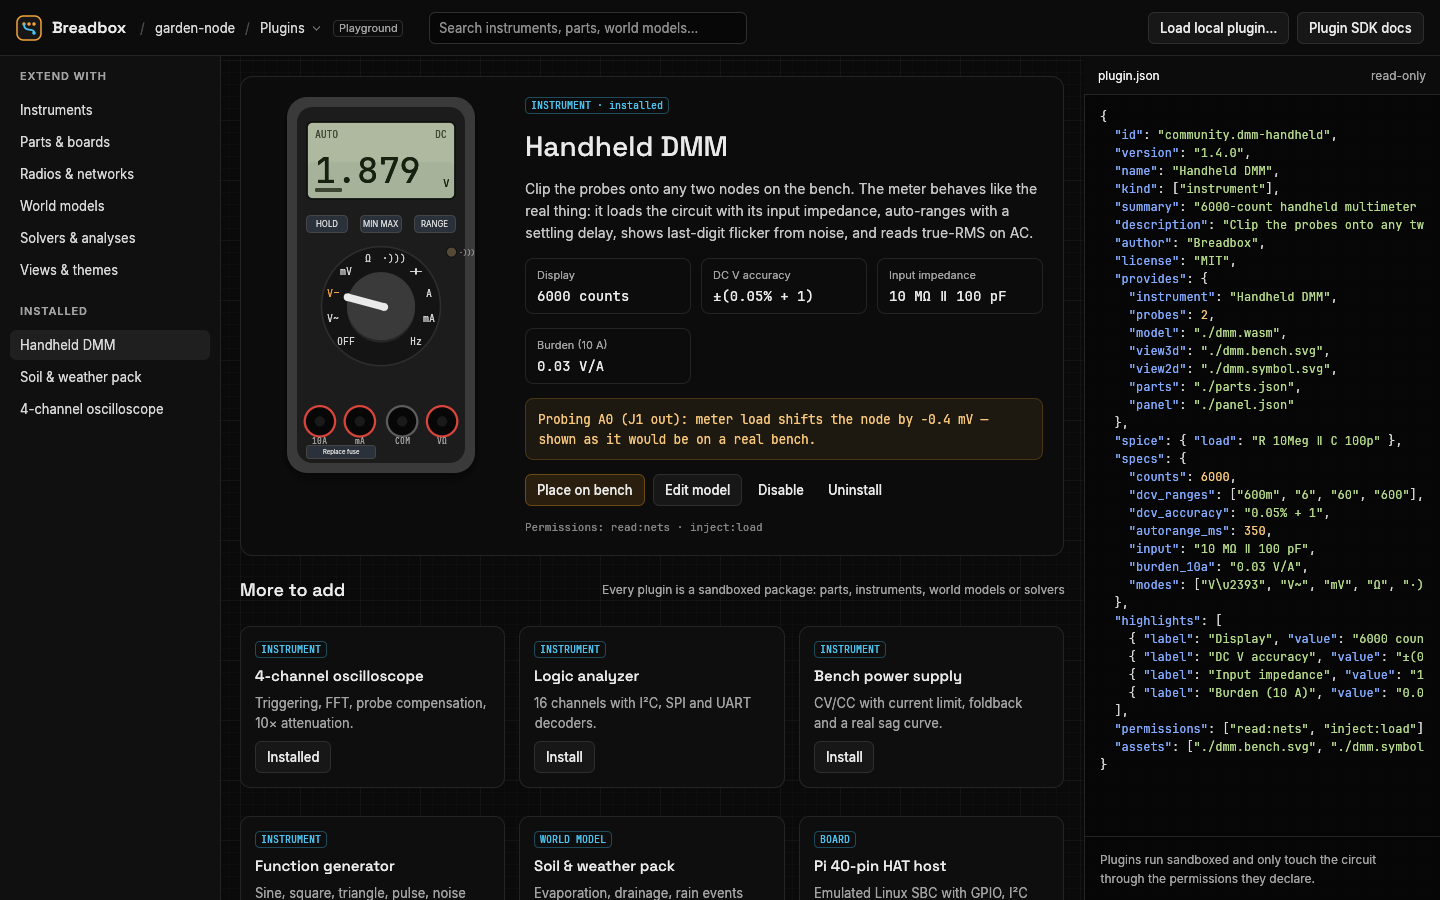 Breadbox / garden-node / Plugins Playground
Search instruments, parts, world models...
Load local plugin... Plugin SDK docs
EXTEND WITH
Instruments
Parts & boards
Radios & networks
World models
Solvers & analyses
Views & themes
INSTALLED
Handheld DMM
Soil & weather pack
4-channel oscilloscope
AUTO DC
1.879 V
HOLD MIN MAX RANGE
Ω ·)))
·)))
mV
V⎓ A
V~ mA
OFF Hz
10A mA COM VΩ
Replace fuse
INSTRUMENT · installed
Handheld DMM
Clip the probes onto any two nodes on the bench. The meter behaves like the
real thing: it loads the circuit with its input impedance, auto-ranges with a
settling delay, shows last-digit flicker from noise, and reads true-RMS on AC.
Display
6000 counts
DC V accuracy
±(0.05% + 1)
Input impedance
10 MΩ ‖ 100 pF
Burden (10 A)
0.03 V/A
Probing A0 (J1 out): meter load shifts the node by -0.4 mV —
shown as it would be on a real bench.
Place on bench Edit model Disable Uninstall
Permissions: read:nets · inject:load
More to add
Every plugin is a sandboxed package: parts, instruments, world models or solvers
INSTRUMENT
4-channel oscilloscope
Triggering, FFT, probe compensation,
10× attenuation.
Installed
INSTRUMENT
Logic analyzer
16 channels with I²C, SPI and UART
decoders.
Install
INSTRUMENT
Bench power supply
CV/CC with current limit, foldback
and a real sag curve.
Install
INSTRUMENT
Function generator
Sine, square, triangle, pulse, noise
WORLD MODEL
Soil & weather pack
Evaporation, drainage, rain events
BOARD
Pi 40-pin HAT host
Emulated Linux SBC with GPIO, I²C
plugin.json read-only
{
"id": "community.dmm-handheld",
"version": "1.4.0",
"name": "Handheld DMM",
"kind": ["instrument"],
"summary": "6000-count handheld multimeter
"description": "Clip the probes onto any tw
"author": "Breadbox",
"license": "MIT",
"provides": {
"instrument": "Handheld DMM",
"probes": 2,
"model": "./dmm.wasm",
"view3d": "./dmm.bench.svg",
"view2d": "./dmm.symbol.svg",
"parts": "./parts.json",
"panel": "./panel.json"
},
"spice": { "load": "R 10Meg ‖ C 100p" },
"specs": {
"counts": 6000,
"dcv_ranges": ["600m", "6", "60", "600"],
"dcv_accuracy": "0.05% + 1",
"autorange_ms": 350,
"input": "10 MΩ ‖ 100 pF",
"burden_10a": "0.03 V/A",
"modes": ["V\u2393", "V~", "mV", "Ω", "·)
},
"highlights": [
{ "label": "Display", "value": "6000 coun
{ "label": "DC V accuracy", "value": "±(0
{ "label": "Input impedance", "value": "1
{ "label": "Burden (10 A)", "value": "0.0
],
"permissions": ["read:nets", "inject:load"]
"assets": ["./dmm.bench.svg", "./dmm.symbol
}
Plugins run sandboxed and only touch the circuit
through the permissions they declare.